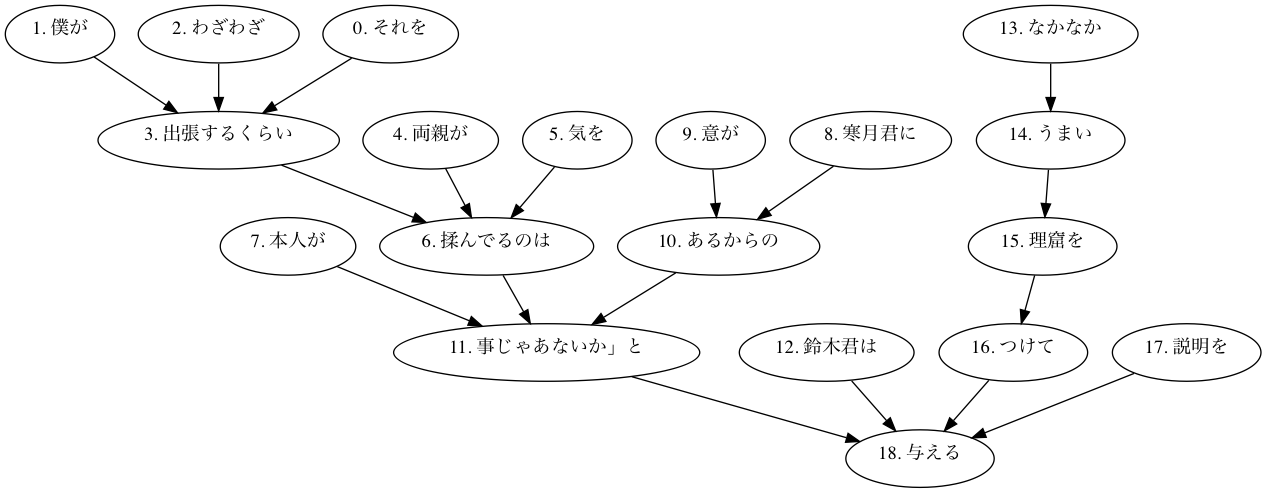 1. 僕が
2. わざわざ
0. それを
13. なかなか
3. 出張するくらい
4. 両親が
5. 気を
9. 意が
8. 寒月君に
14. うまい
7. 本人が
6. 揉んでるのは
10. あるからの
15. 理窟を
11. 事じゃあないか」と
12. 鈴木君は
16. つけて
17. 説明を
18. 与える